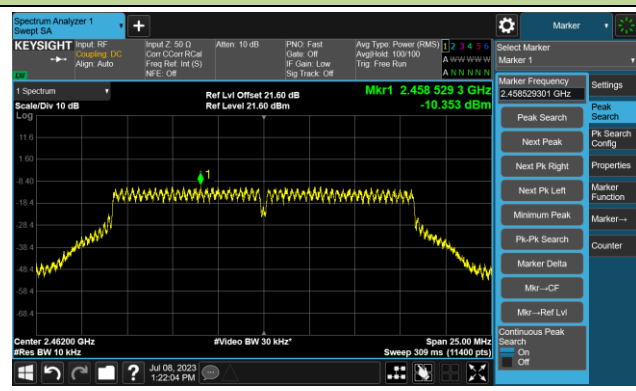 Spectrum Analyzer 1
Swept SA
+
Marker
KEYSIGHT
Input: RF
Coupling: DC
Align: Auto
Input Z: 50 Ω
Corr CCorr RCal
Freq Ref: Int (S)
NFE: Off
Atten: 10 dB
PNO: Fast
Gate: Off
IF Gain: Low
Sig Track: Off
Avg Type: Power (RMS)
Avg|Hold: 100/100
Trig: Free Run
1 2 3 4 5 6
A W W W W W
A N N N N N
Select Marker
Marker 1
1 Spectrum
Scale/Div 10 dB
Log
Ref Lvl Offset 21.60 dB
Ref Level 21.60 dBm
Mkr1 2.458 529 3 GHz
-10.353 dBm
11.6
1.60
-8.40
-18.4
-28.4
-38.4
-48.4
-58.4
-68.4
1
Center 2.46200 GHz
#Res BW 10 kHz
#Video BW 30 kHz*
Span 25.00 MHz
Sweep 309 ms (11400 pts)
Marker Frequency
2.458529301 GHz
Peak Search
Next Peak
Next Pk Right
Next Pk Left
Minimum Peak
Pk-Pk Search
Marker Delta
Mkr→CF
Mkr→Ref Lvl
Continuous Peak
Search
On
Off
Settings
Peak
Search
Pk Search
Config
Properties
Marker
Function
Marker→
Counter
?
Jul 08, 2023
1:22:04 PM